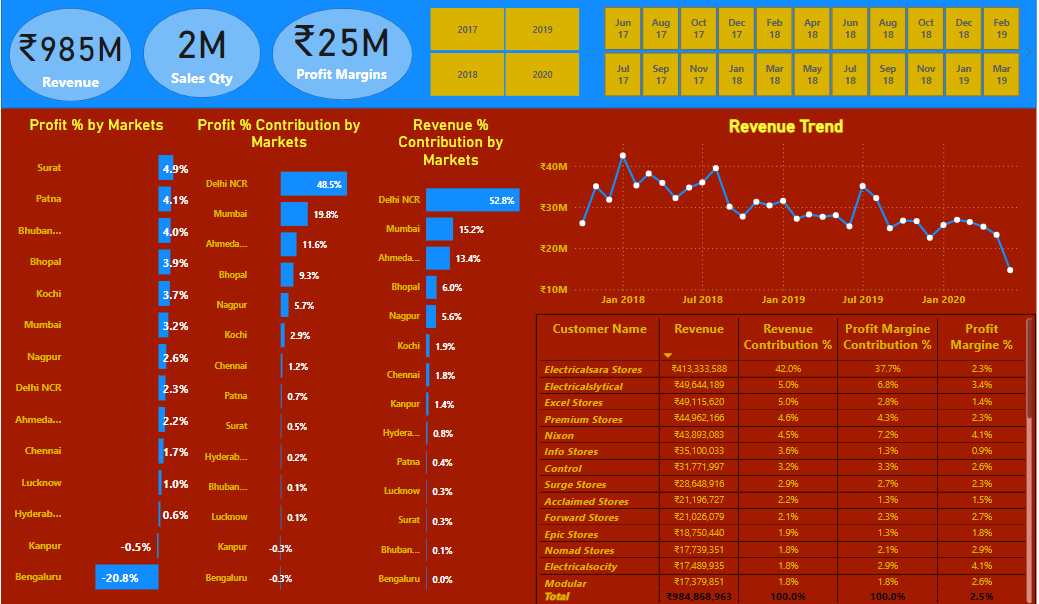 ₹985M
Revenue
2M
Sales Qty
₹25M
Profit Margins
2017
2019
2018
2020
Jun 17
Aug 17
Oct 17
Dec 17
Feb 18
Apr 18
Jun 18
Aug 18
Oct 18
Dec 18
Feb 19
Jul 17
Sep 17
Nov 17
Jan 18
Mar 18
May 18
Jul 18
Sep 18
Nov 18
Jan 19
Mar 19
Profit % by Markets
Surat 4.9%
Patna 4.1%
Bhuban... 4.0%
Bhopal 3.9%
Kochi 3.7%
Mumbai 3.2%
Nagpur 2.6%
Delhi NCR 2.3%
Ahmeda... 2.2%
Chennai 1.7%
Lucknow 1.0%
Hyderab... 0.6%
Kanpur -0.5%
Bengaluru -20.8%
Profit % Contribution by
Markets
Delhi NCR 48.5%
Mumbai 19.8%
Ahmeda... 11.6%
Bhopal 9.3%
Nagpur 5.7%
Kochi 2.9%
Chennai 1.2%
Patna 0.7%
Surat 0.5%
Hyderab... 0.2%
Bhuban... 0.1%
Lucknow 0.1%
Kanpur -0.3%
Bengaluru -0.3%
Revenue %
Contribution by
Markets
Delhi NCR 52.8%
Mumbai 15.2%
Ahmeda... 13.4%
Bhopal 6.0%
Nagpur 5.6%
Kochi 1.9%
Chennai 1.8%
Kanpur 1.4%
Hydera... 0.8%
Patna 0.4%
Lucknow 0.3%
Surat 0.3%
Bhuban... 0.1%
Bengaluru 0.0%
Revenue Trend
₹40M
₹30M
₹20M
₹10M
Jan 2018 Jul 2018 Jan 2019 Jul 2019 Jan 2020
Customer Name Revenue Revenue Contribution % Profit Margine Contribution % Profit Margine %
Electricalsara Stores ₹413,333,588 42.0% 37.7% 2.3%
Electricalslytical ₹49,644,189 5.0% 6.8% 3.4%
Excel Stores ₹49,115,620 5.0% 2.8% 1.4%
Premium Stores ₹44,962,166 4.6% 4.3% 2.3%
Nixon ₹43,893,083 4.5% 7.2% 4.1%
Info Stores ₹35,100,033 3.6% 1.3% 0.9%
Control ₹31,771,997 3.2% 3.3% 2.6%
Surge Stores ₹28,648,916 2.9% 2.7% 2.3%
Acclaimed Stores ₹21,196,727 2.2% 1.3% 1.5%
Forward Stores ₹21,026,079 2.1% 2.3% 2.7%
Epic Stores ₹18,750,440 1.9% 1.3% 1.8%
Nomad Stores ₹17,739,351 1.8% 2.1% 2.9%
Electricalsocity ₹17,489,935 1.8% 2.9% 4.1%
Modular ₹17,379,851 1.8% 1.8% 2.6%
Total ₹984,868,963 100.0% 100.0% 2.5%